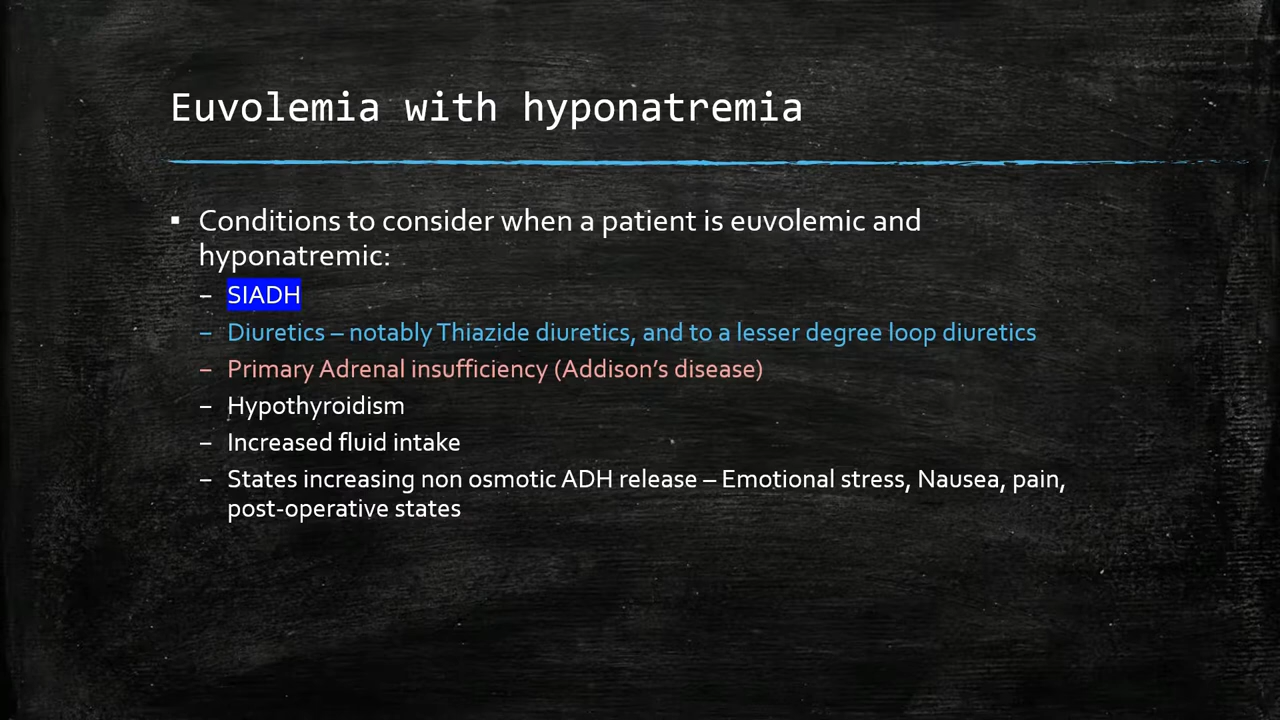 Euvolemia with hyponatremia
▪ Conditions to consider when a patient is euvolemic and
hyponatremic:
– SIADH
– Diuretics – notably Thiazide diuretics, and to a lesser degree loop diuretics
– Primary Adrenal insufficiency (Addison’s disease)
– Hypothyroidism
– Increased fluid intake
– States increasing non osmotic ADH release – Emotional stress, Nausea, pain,
post-operative states